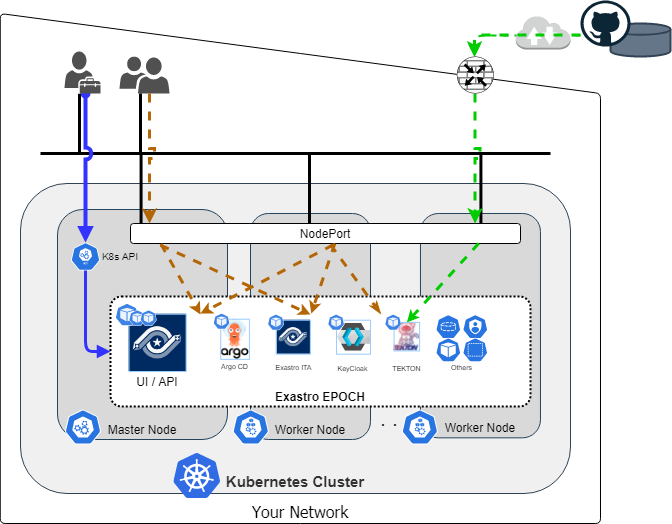 NodePort
K8s API
argo
UI / API
Argo CD
Exastro ITA
KeyCloak
TEKTON
Others
Exastro EPOCH
Master Node
Worker Node
. .
Worker Node
Kubernetes Cluster
Your Network